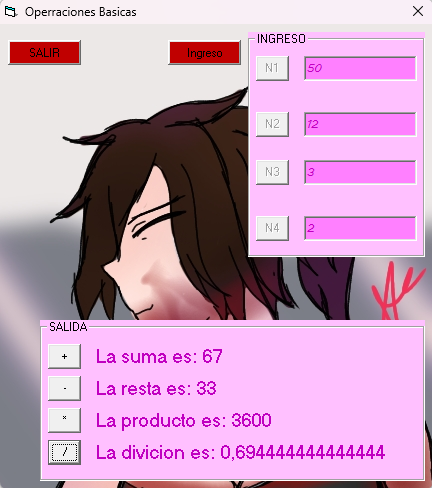 Operraciones Basicas
SALIR
Ingreso
INGRESO
N1 50
N2 12
N3 3
N4 2
SALIDA
+ La suma es: 67
- La resta es: 33
* La producto es: 3600
/ La divicion es: 0,694444444444444